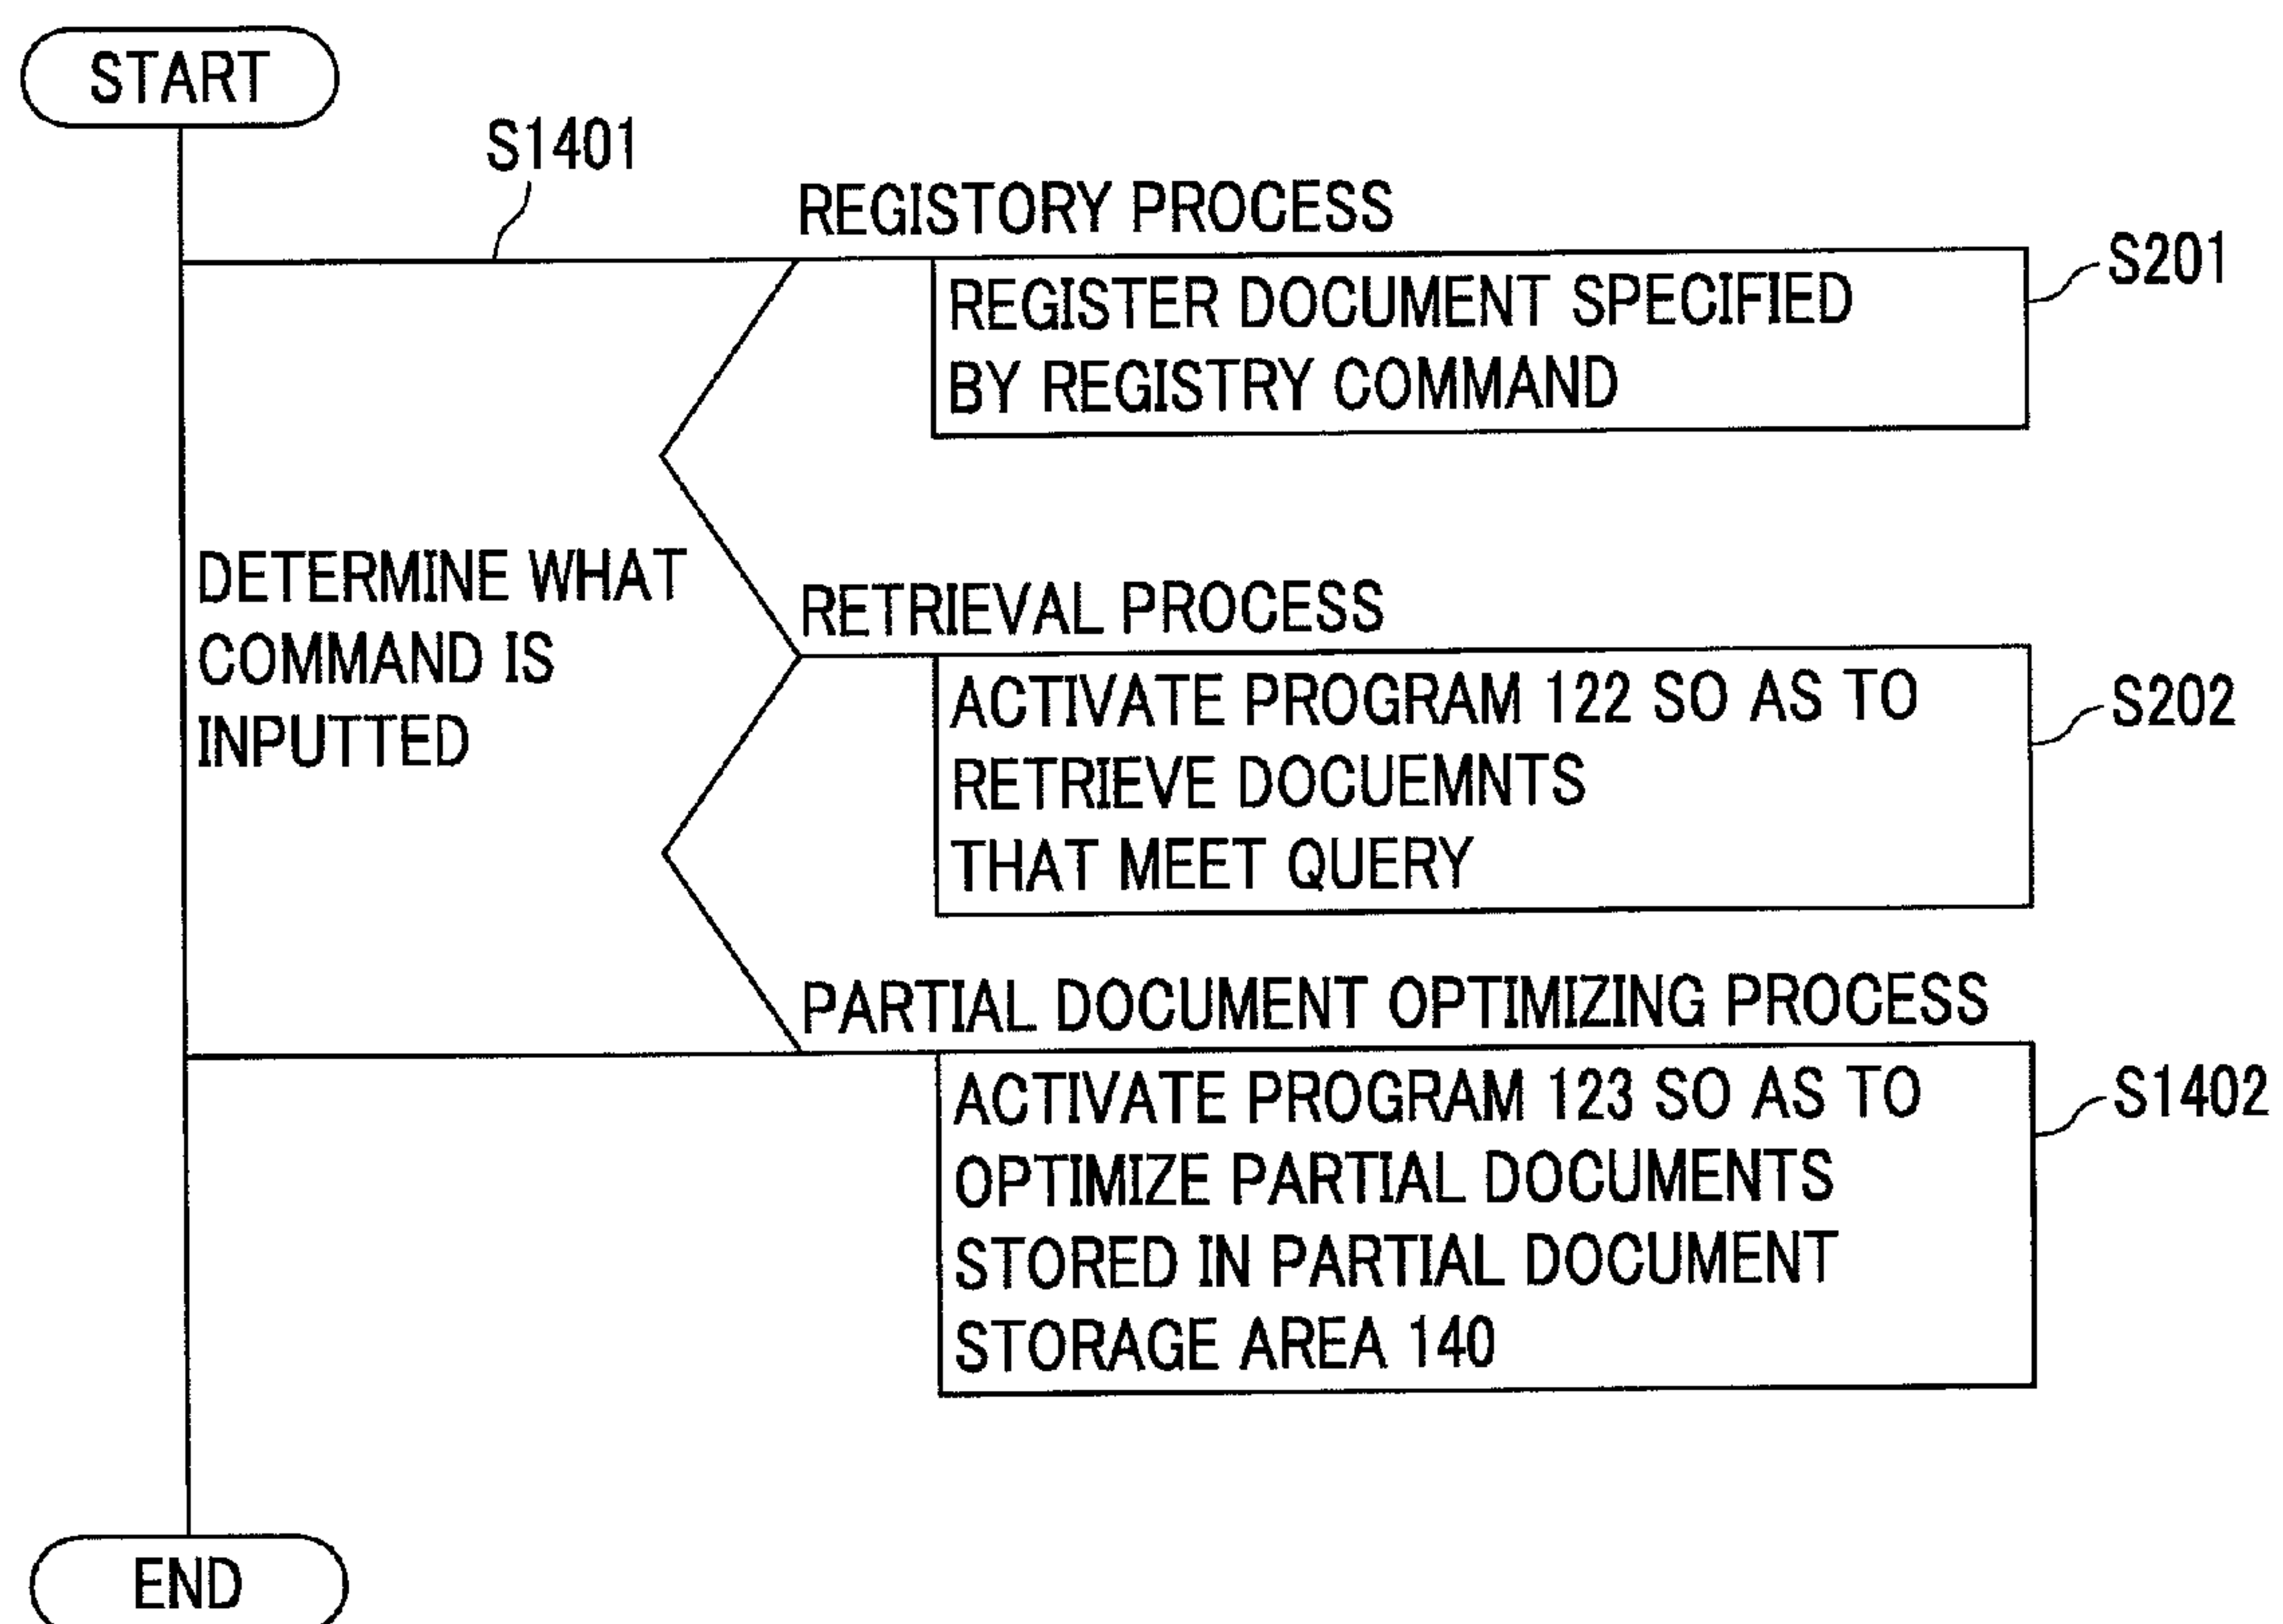 START
S1401
REGISTORY PROCESS
S201
REGISTER DOCUMENT SPECIFIED
BY REGISTRY COMMAND
DETERMINE WHAT
COMMAND IS
INPUTTED
RETRIEVAL PROCESS
ACTIVATE PROGRAM 122 SO AS TO
RETRIEVE DOCUEMNTS
THAT MEET QUERY
S202
PARTIAL DOCUMENT OPTIMIZING PROCESS
ACTIVATE PROGRAM 123 SO AS TO
OPTIMIZE PARTIAL DOCUMENTS
STORED IN PARTIAL DOCUMENT
STORAGE AREA 140
S1402
END